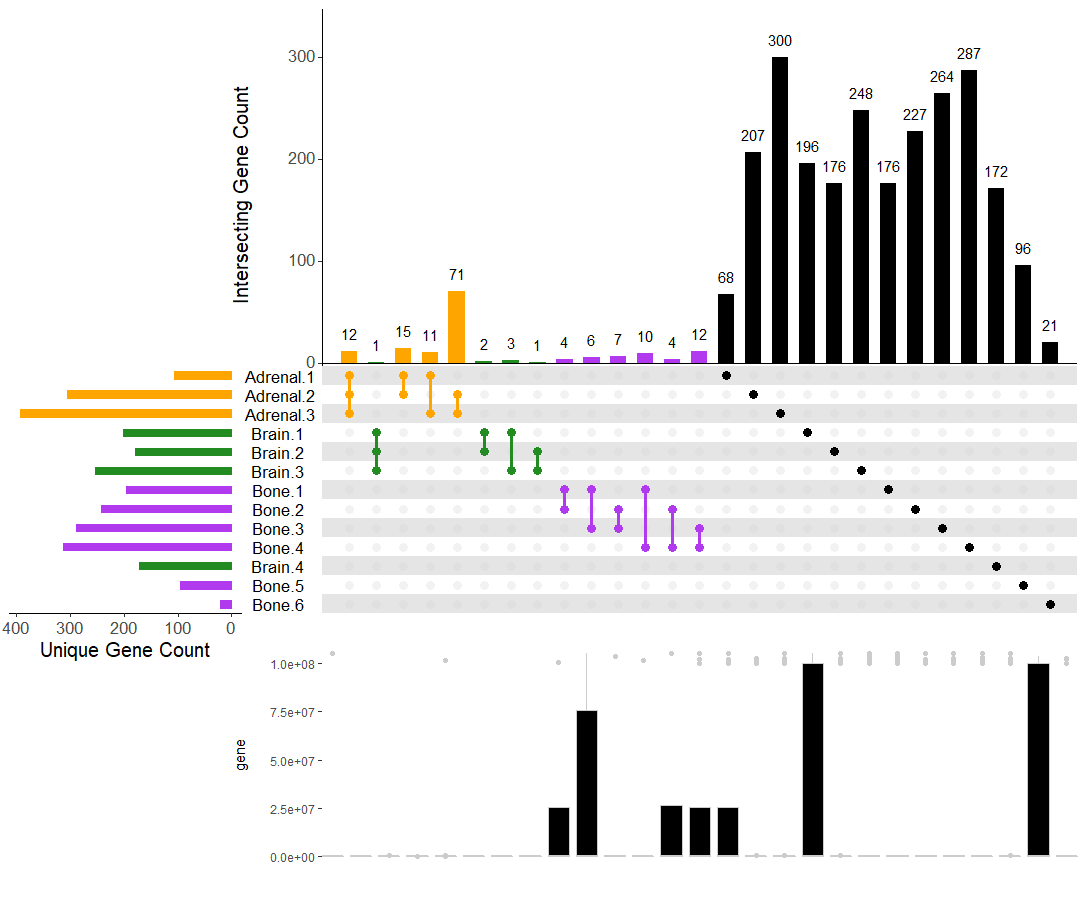 Intersecting Gene Count
300
200
100
0
12
1
15
11
71
2
3
1
4
6
7
10
4
12
68
207
300
196
176
248
176
227
264
287
172
96
21
Adrenal.1
Adrenal.2
Adrenal.3
Brain.1
Brain.2
Brain.3
Bone.1
Bone.2
Bone.3
Bone.4
Brain.4
Bone.5
Bone.6
400 300 200 100 0
Unique Gene Count
gene
1.0e+08
7.5e+07
5.0e+07
2.5e+07
0.0e+00